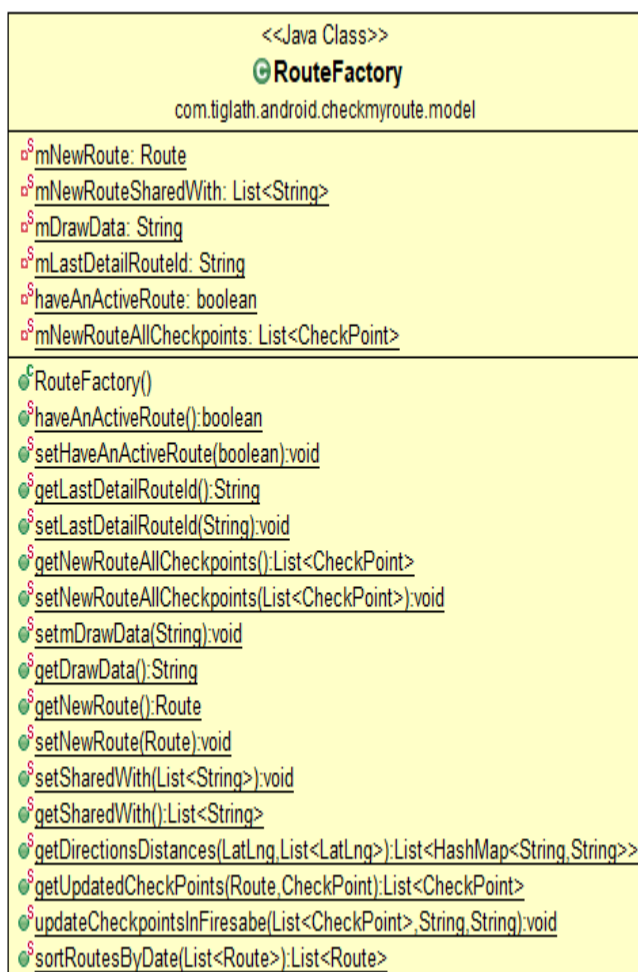 <<Java Class>>
C RouteFactory
com.tiglath.android.checkmyroute.model
S mNewRoute: Route
S mNewRouteSharedWith: List<String>
S mDrawData: String
S mLastDetailRouteId: String
S haveAnActiveRoute: boolean
S mNewRouteAllCheckpoints: List<CheckPoint>
C RouteFactory()
S haveAnActiveRoute():boolean
S setHaveAnActiveRoute(boolean):void
S getLastDetailRouteId():String
S setLastDetailRouteId(String):void
S getNewRouteAllCheckpoints():List<CheckPoint>
S setNewRouteAllCheckpoints(List<CheckPoint>):void
S setmDrawData(String):void
S getDrawData():String
S getNewRoute():Route
S setNewRoute(Route):void
S setSharedWith(List<String>):void
S getSharedWith():List<String>
S getDirectionsDistances(LatLng,List<LatLng>):List<HashMap<String,String>>
S getUpdatedCheckPoints(Route,CheckPoint):List<CheckPoint>
S updateCheckpointsInFiresabe(List<CheckPoint>,String,String):void
S sortRoutesByDate(List<Route>):List<Route>